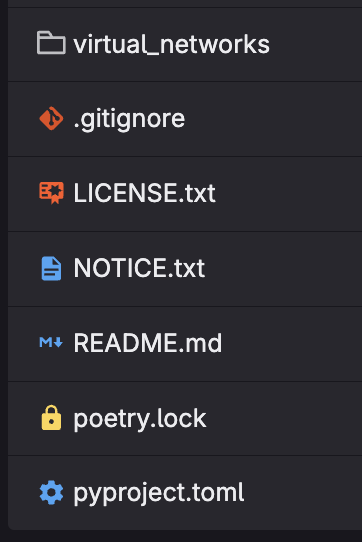 virtual_networks
.gitignore
LICENSE.txt
NOTICE.txt
M↓ README.md
poetry.lock
pyproject.toml